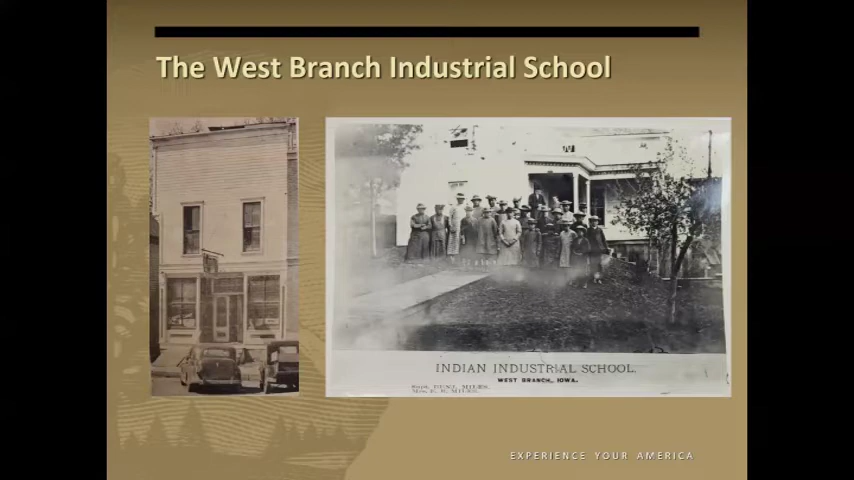 The West Branch Industrial School
INDIAN INDUSTRIAL SCHOOL.
WEST BRANCH, IOWA.
EXPERIENCE YOUR AMERICA